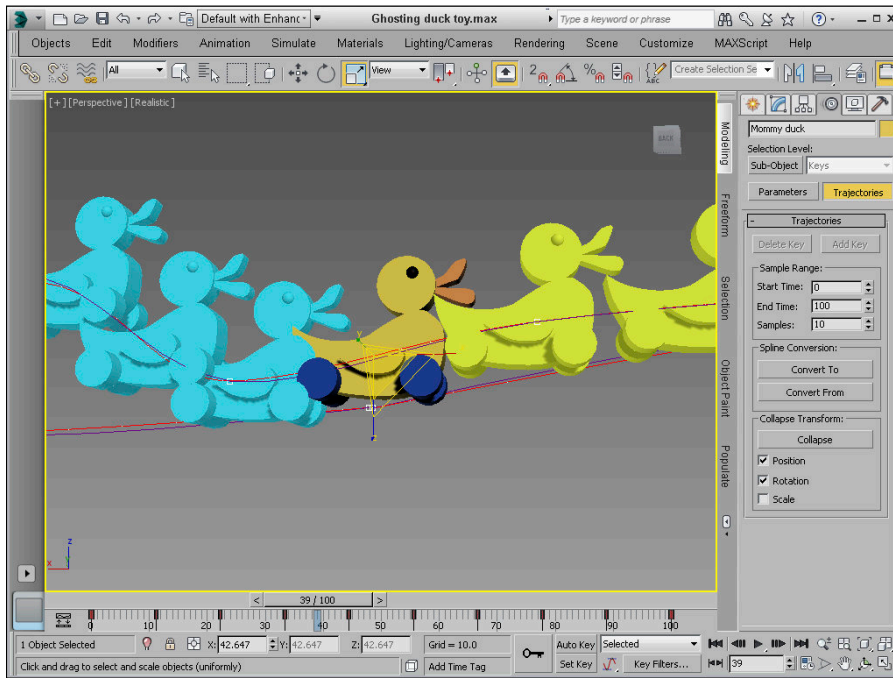 Default with Enhanc
Ghosting duck toy.max
Type a keyword or phrase
Objects Edit Modifiers Animation Simulate Materials Lighting/Cameras Rendering Scene Customize MAXScript Help
All
View
2
%
ABC
Create Selection Se
[+] [Perspective] [Realistic]
BACK
Modeling
Freeform
Selection
Object Paint
Populate
Mommy duck
Selection Level:
Sub-Object Keys
Parameters Trajectories
- Trajectories
Delete Key Add Key
Sample Range:
Start Time: 0
End Time: 100
Samples: 10
Spline Conversion:
Convert To
Convert From
Collapse Transform:
Collapse
Position
Rotation
Scale
y
z
x
< 39 / 100 >
0 10 20 30 40 50 60 70 80 90 100
1 Object Selected X: 42.647 Y: 42.647 Z: 42.647 Grid = 10.0 Auto Key Selected
Click and drag to select and scale objects (uniformly) Add Time Tag Set Key Key Filters... 39